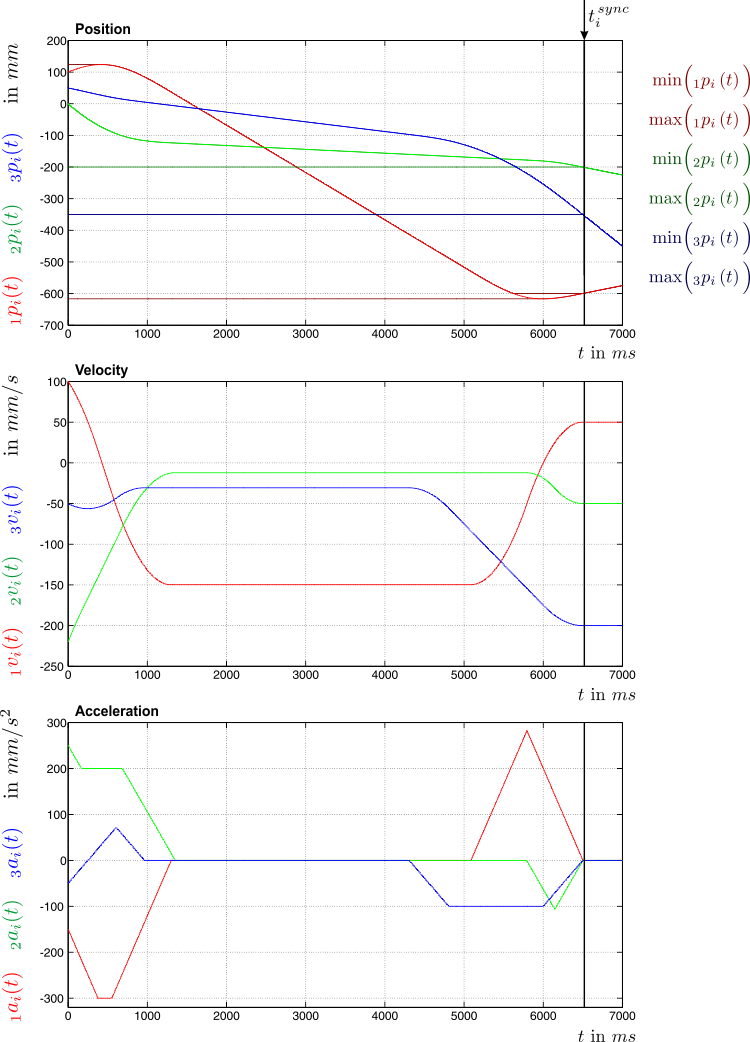 t_i^{sync}
Position
200
100
0
-100
-200
-300
-400
-500
-600
-700
0 1000 2000 3000 4000 5000 6000 7000
t in ms
₁pᵢ(t) ₂pᵢ(t) ₃pᵢ(t) in mm
min(₁pᵢ(t))
max(₁pᵢ(t))
min(₂pᵢ(t))
max(₂pᵢ(t))
min(₃pᵢ(t))
max(₃pᵢ(t))
Velocity
100
50
0
-50
-100
-150
-200
-250
0 1000 2000 3000 4000 5000 6000 7000
t in ms
₁vᵢ(t) ₂vᵢ(t) ₃vᵢ(t) in mm/s
Acceleration
300
200
100
0
-100
-200
-300
0 1000 2000 3000 4000 5000 6000 7000
t in ms
₁aᵢ(t) ₂aᵢ(t) ₃aᵢ(t) in mm/s²